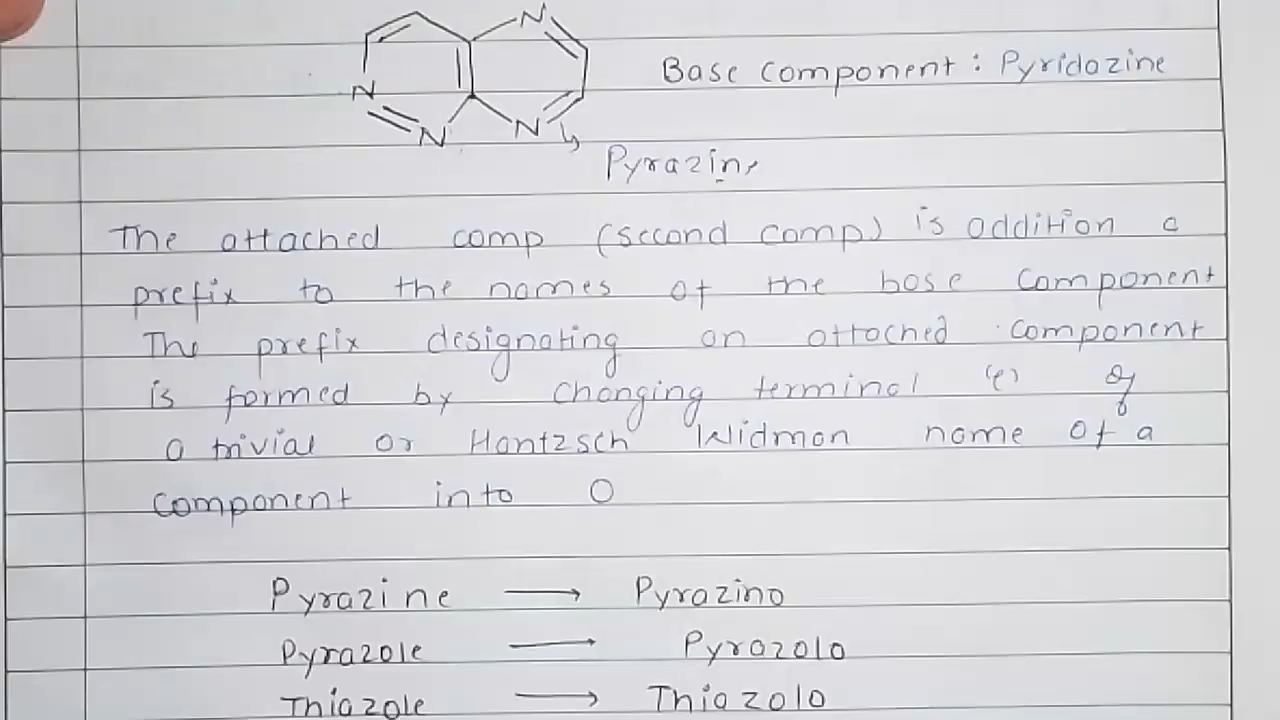 N
Base component : Pyridazine
N
N N
Pyrazin
The attached comp (second comp) is addition a
prefix to the names of the base component
The prefix designating an attached component
is formed by changing terminal (e) of
a trivial or Hantzsch Widman name of a
component into O
Pyrazine → Pyrazino
Pyrazole → Pyrazolo
Thiazole → Thiazolo